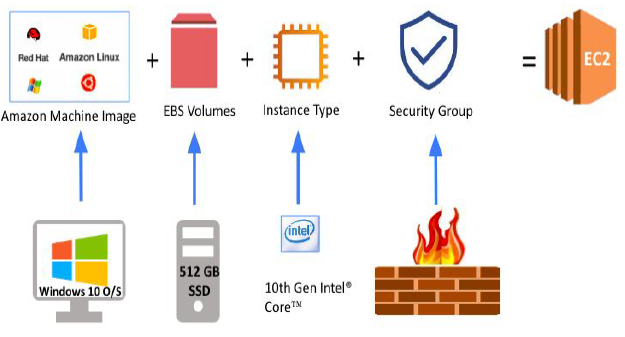 Red Hat Amazon Linux
+ + + =
EC2
Amazon Machine Image
EBS Volumes
Instance Type
Security Group
Windows 10 O/S
512 GB
SSD
intel
10th Gen Intel®
Core™